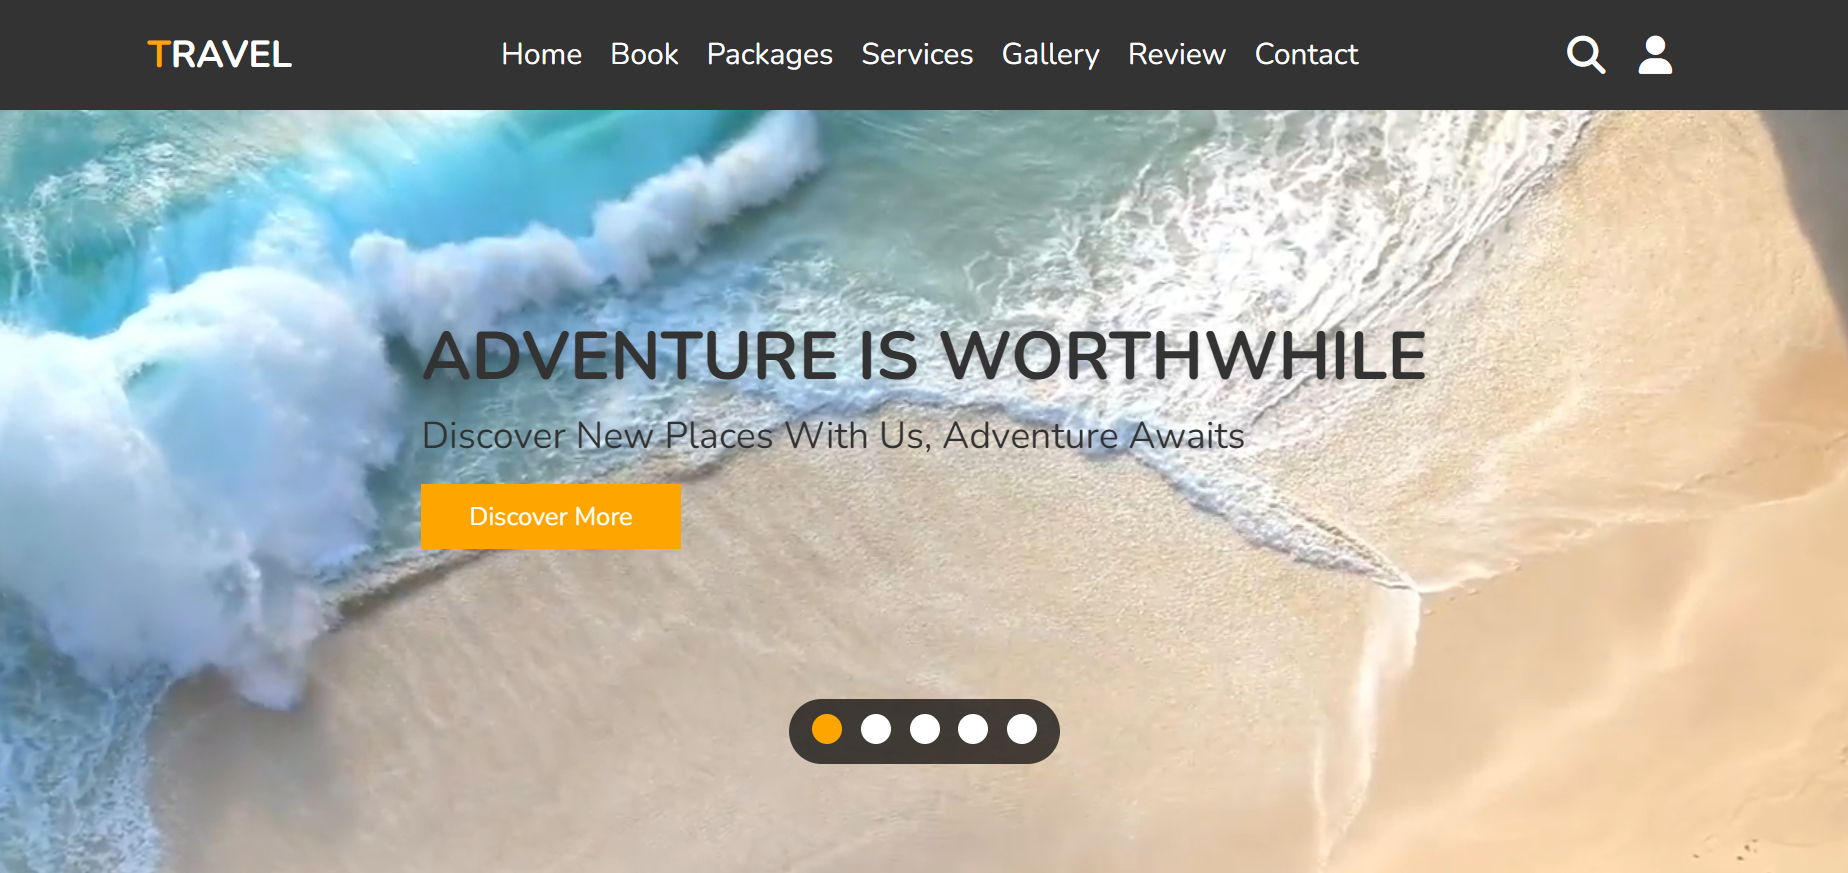 TRAVEL
Home Book Packages Services Gallery Review Contact
ADVENTURE IS WORTHWHILE
Discover New Places With Us, Adventure Awaits
Discover More